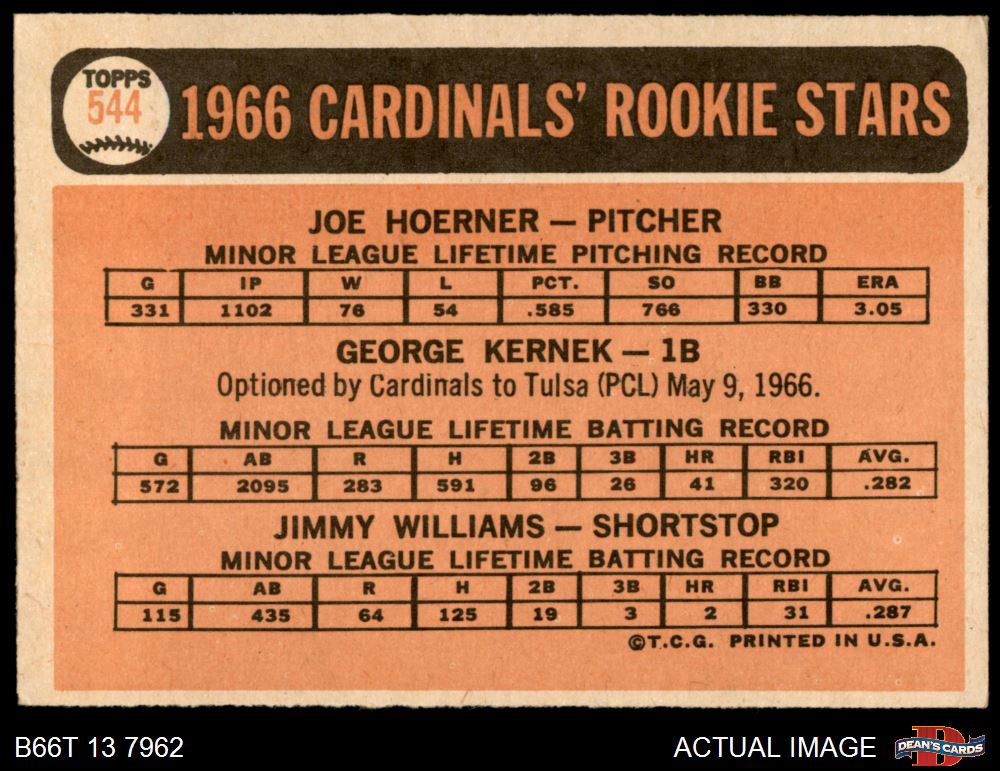 TOPPS
544
1966 CARDINALS' ROOKIE STARS
JOE HOERNER — PITCHER
MINOR LEAGUE LIFETIME PITCHING RECORD
G IP W L PCT. SO BB ERA
331 1102 76 54 .585 766 330 3.05
GEORGE KERNEK — 1B
Optioned by Cardinals to Tulsa (PCL) May 9, 1966.
MINOR LEAGUE LIFETIME BATTING RECORD
G AB R H 2B 3B HR RBI AVG.
572 2095 283 591 96 26 41 320 .282
JIMMY WILLIAMS — SHORTSTOP
MINOR LEAGUE LIFETIME BATTING RECORD
G AB R H 2B 3B HR RBI AVG.
115 435 64 125 19 3 2 31 .287
©T.C.G. PRINTED IN U.S.A.
B66T 13 7962 ACTUAL IMAGE D DEAN'S CARDS